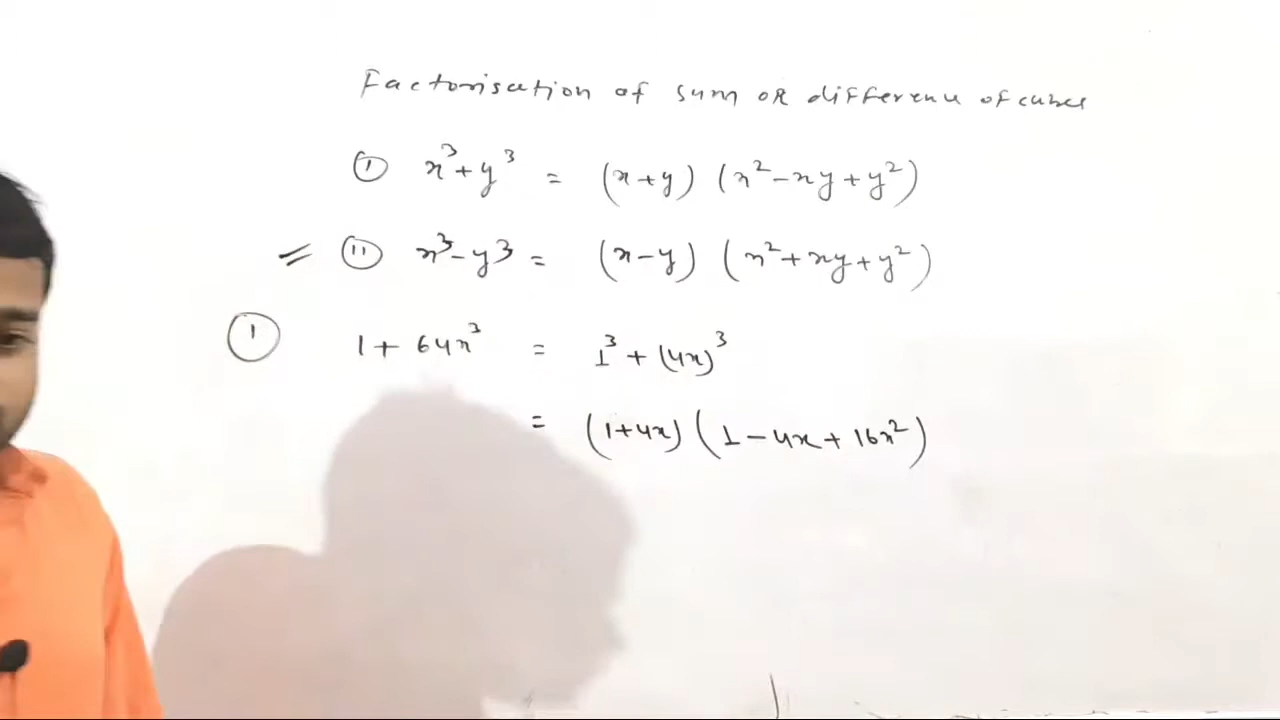 Factorisation of sum OR difference of cubes
(i) x³+y³ = (x+y) (x²-xy+y²)
= (ii) x³-y³ = (x-y) (x²+xy+y²)
(1) 1+64x³ = 1³+(4x)³
= (1+4x)(1-4x+16x²)